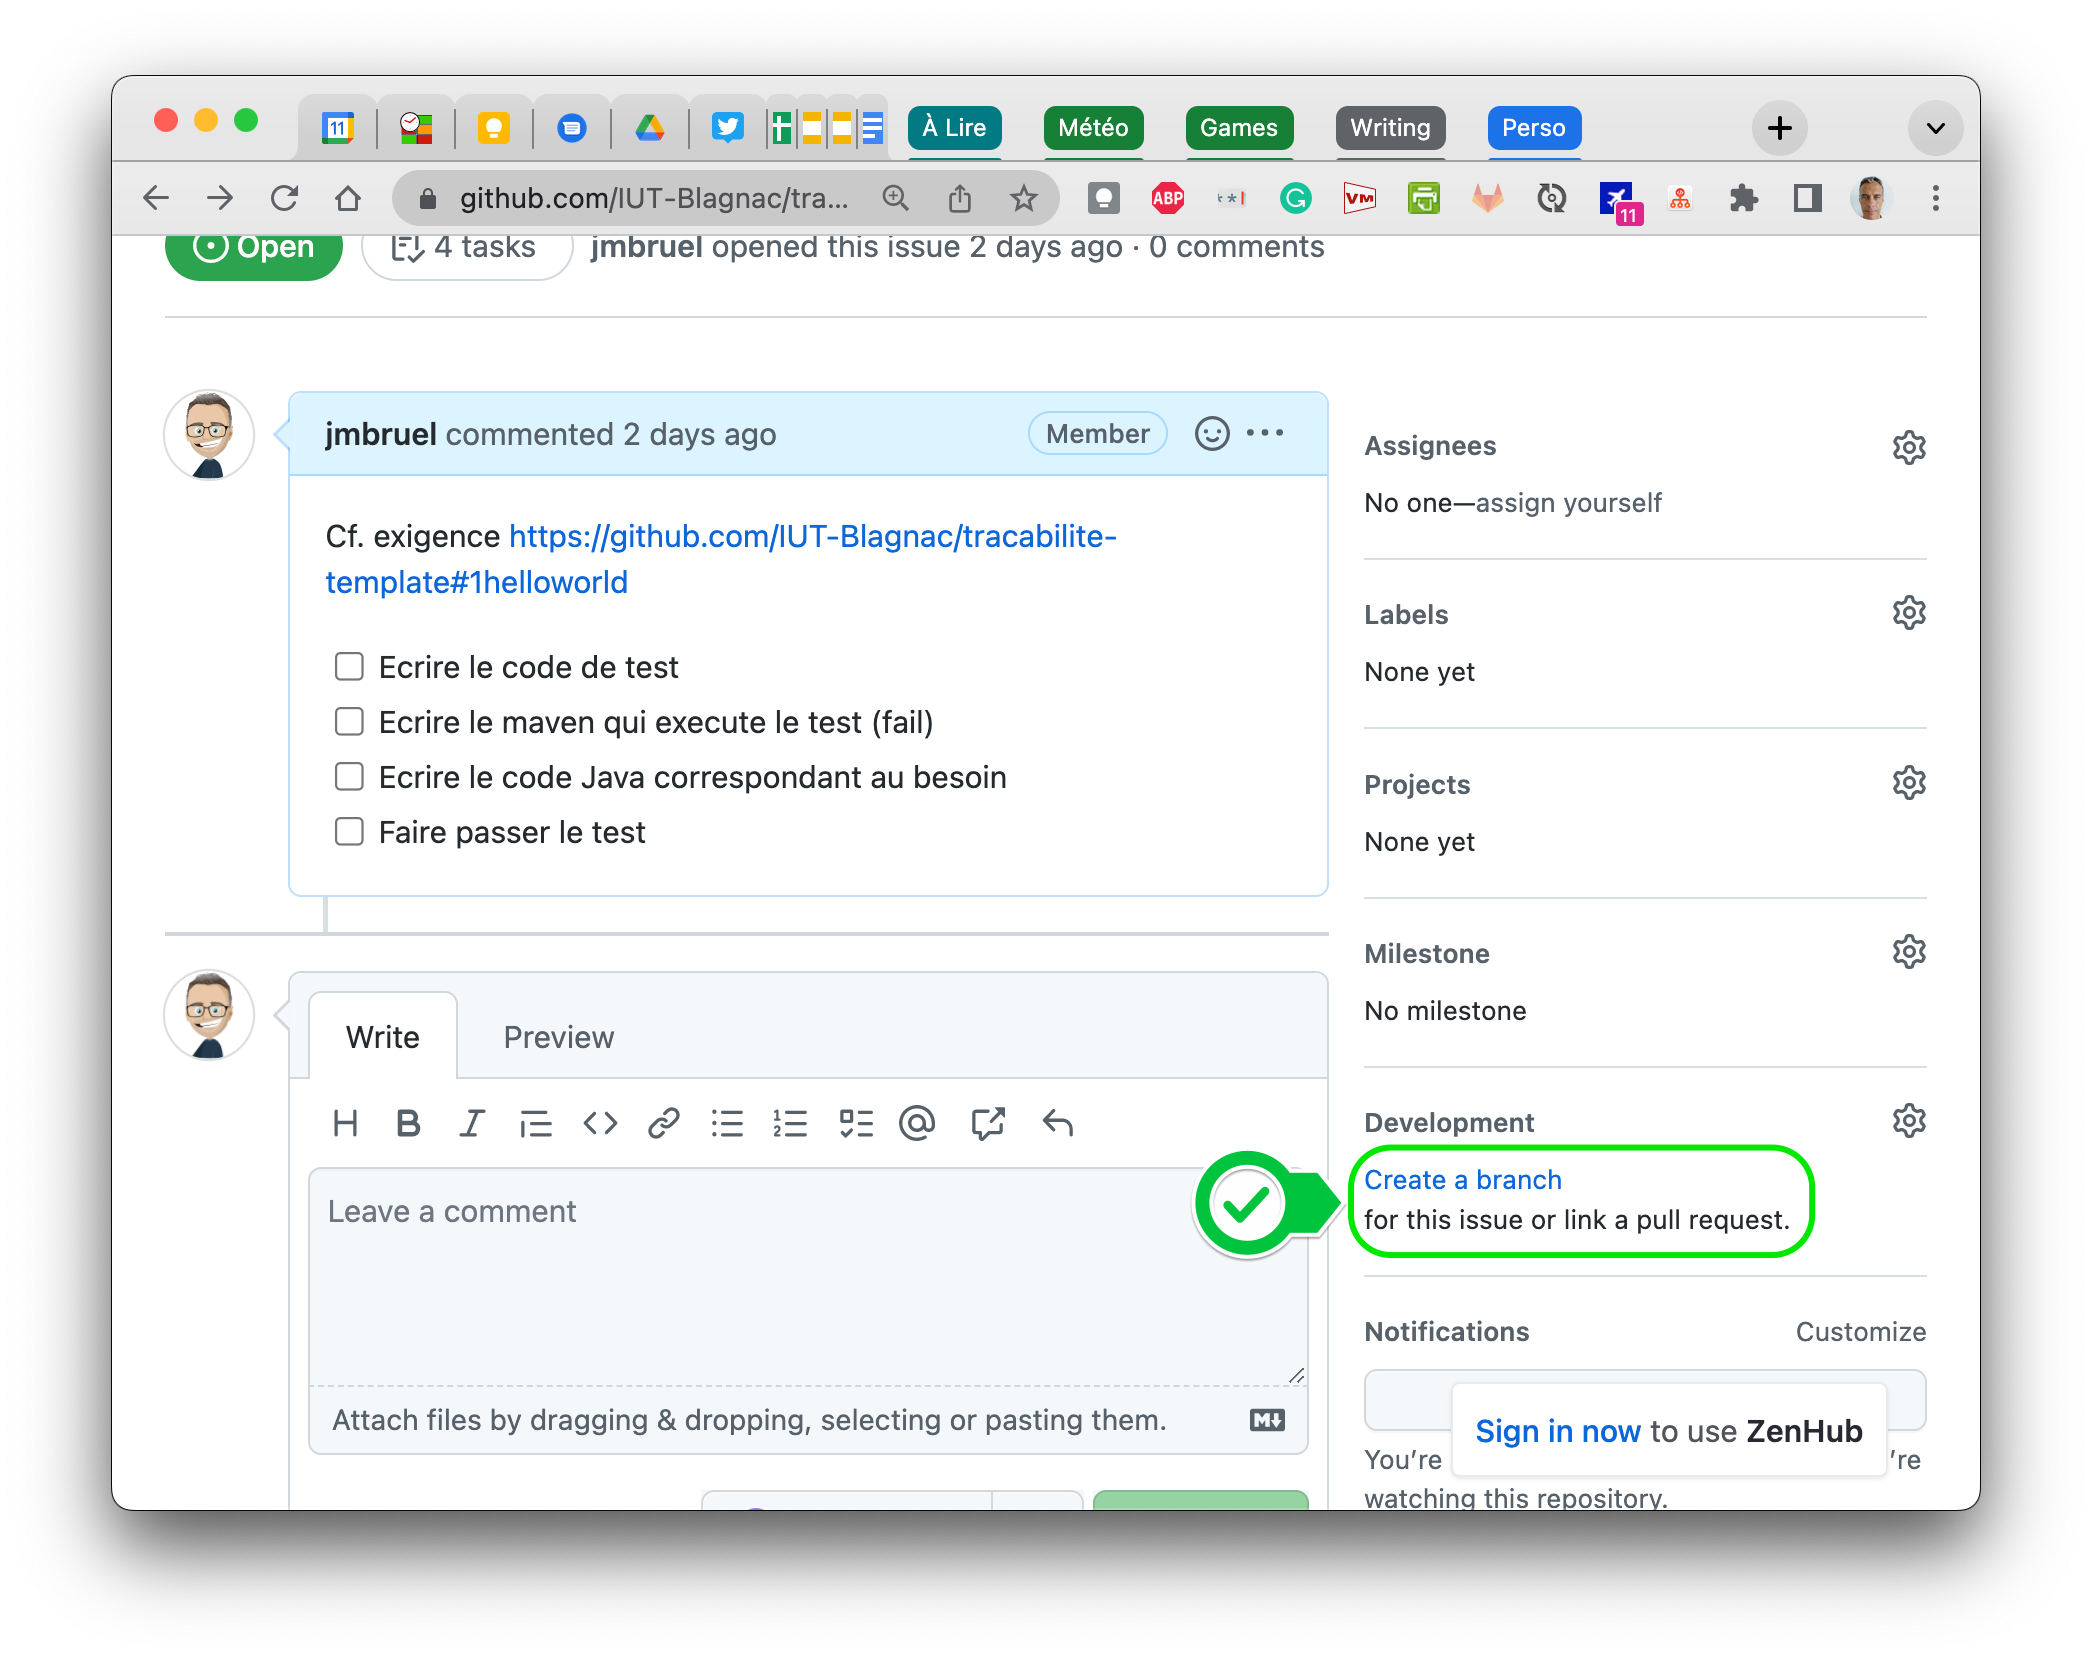 11
À Lire
Météo
Games
Writing
Perso
github.com/IUT-Blagnac/tra...
ABP
VM
11
Open
4 tasks
jmbruel opened this issue 2 days ago · 0 comments
jmbruel commented 2 days ago
Member
Cf. exigence https://github.com/IUT-Blagnac/tracabilite-
template#1helloworld
Ecrire le code de test
Ecrire le maven qui execute le test (fail)
Ecrire le code Java correspondant au besoin
Faire passer le test
Write
Preview
Leave a comment
Attach files by dragging & dropping, selecting or pasting them.
Assignees
No one—assign yourself
Labels
None yet
Projects
None yet
Milestone
No milestone
Development
Create a branch
for this issue or link a pull request.
Notifications
Customize
Sign in now to use ZenHub
You're
're
watching this repository.